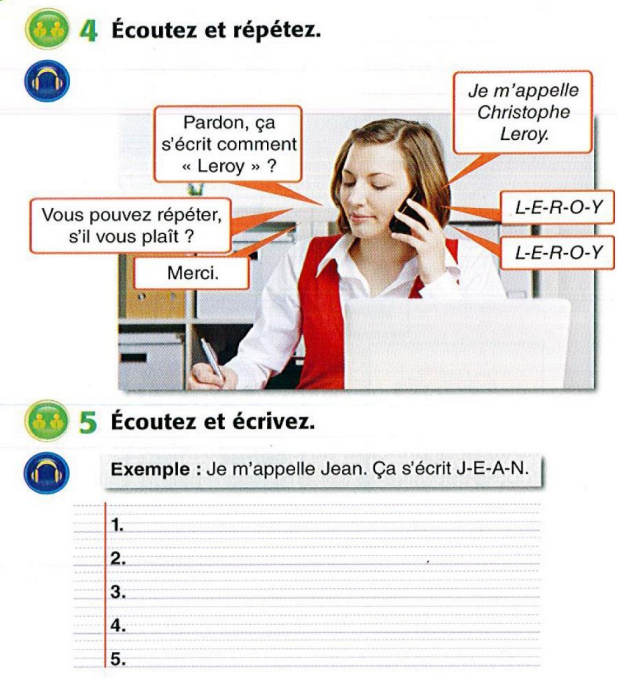 4 Écoutez et répétez.
Je m'appelle
Christophe
Leroy.
Pardon, ça
s'écrit comment
« Leroy » ?
L-E-R-O-Y
Vous pouvez répéter,
s'il vous plaît ?
L-E-R-O-Y
Merci.
5 Écoutez et écrivez.
Exemple : Je m'appelle Jean. Ça s'écrit J-E-A-N.
1.
2.
3.
4.
5.